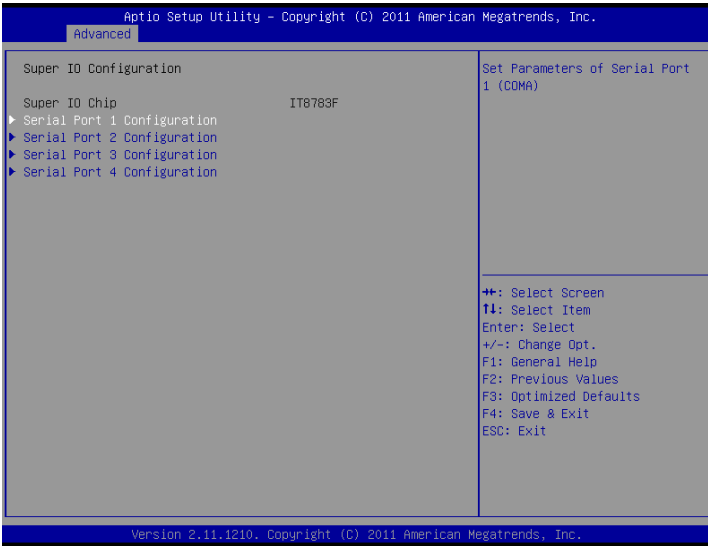 Aptio Setup Utility – Copyright (C) 2011 American Megatrends, Inc.
Advanced
Super IO Configuration
Super IO Chip IT8783F
Serial Port 1 Configuration
Serial Port 2 Configuration
Serial Port 3 Configuration
Serial Port 4 Configuration
Set Parameters of Serial Port
1 (COMA)
→←: Select Screen
↑↓: Select Item
Enter: Select
+/-: Change Opt.
F1: General Help
F2: Previous Values
F3: Optimized Defaults
F4: Save & Exit
ESC: Exit
Version 2.11.1210. Copyright (C) 2011 American Megatrends, Inc.